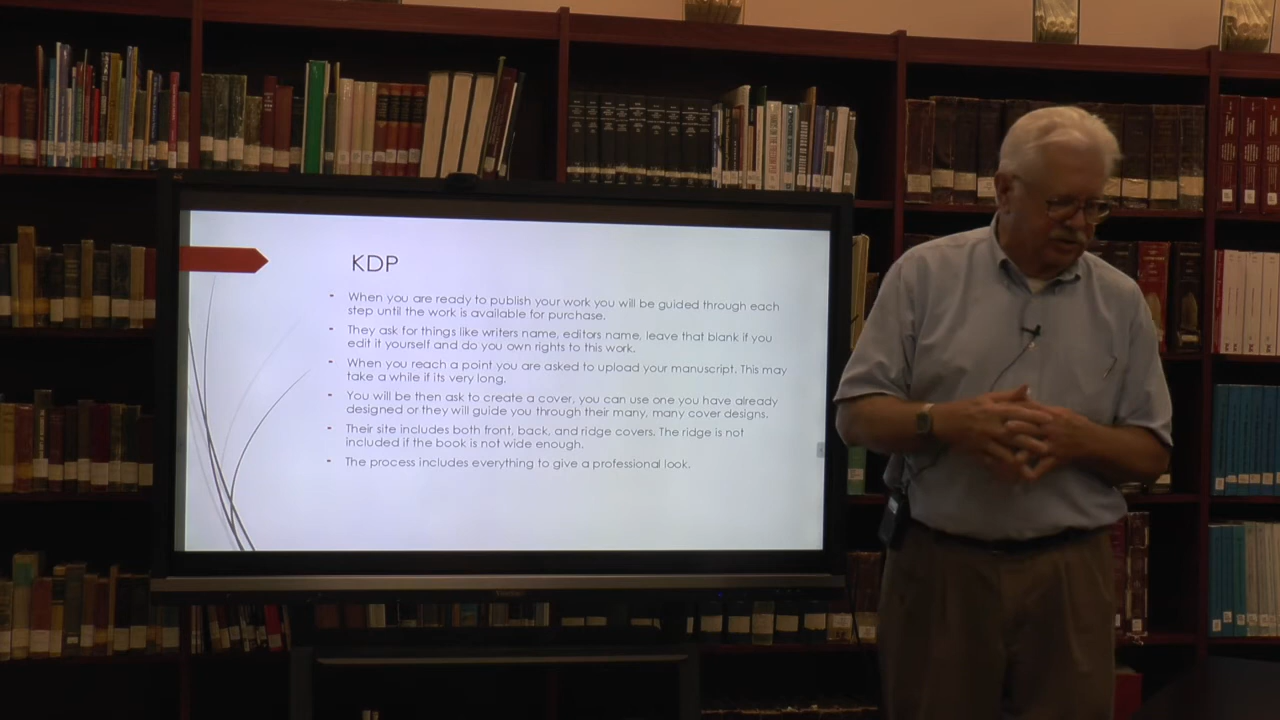 KDP
- When you are ready to publish your work you will be guided through each
step until the work is available for purchase.
- They ask for things like writers name, editors name, leave that blank if you
edit it yourself and do you own rights to this work.
- When you reach a point you are asked to upload your manuscript. This may
take a while if its very long.
- You will be then ask to create a cover, you can use one you have already
designed or they will guide you through their many, many cover designs.
- Their site includes both front, back, and ridge covers. The ridge is not
included if the book is not wide enough.
- The process includes everything to give a professional look.